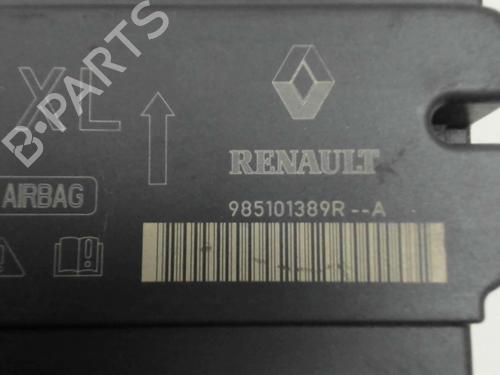 B-PARTS
XL
RENAULT
AIRBAG
985101389R--A